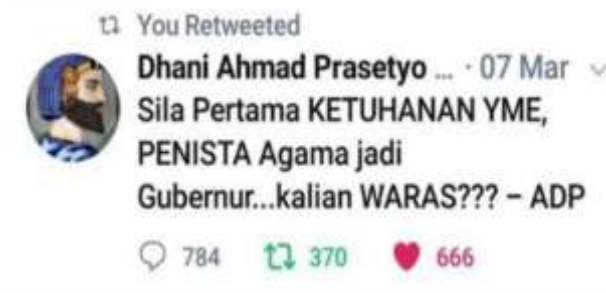 You Retweeted
Dhani Ahmad Prasetyo ... · 07 Mar
Sila Pertama KETUHANAN YME,
PENISTA Agama jadi
Gubernur...kalian WARAS??? – ADP
784 370 666